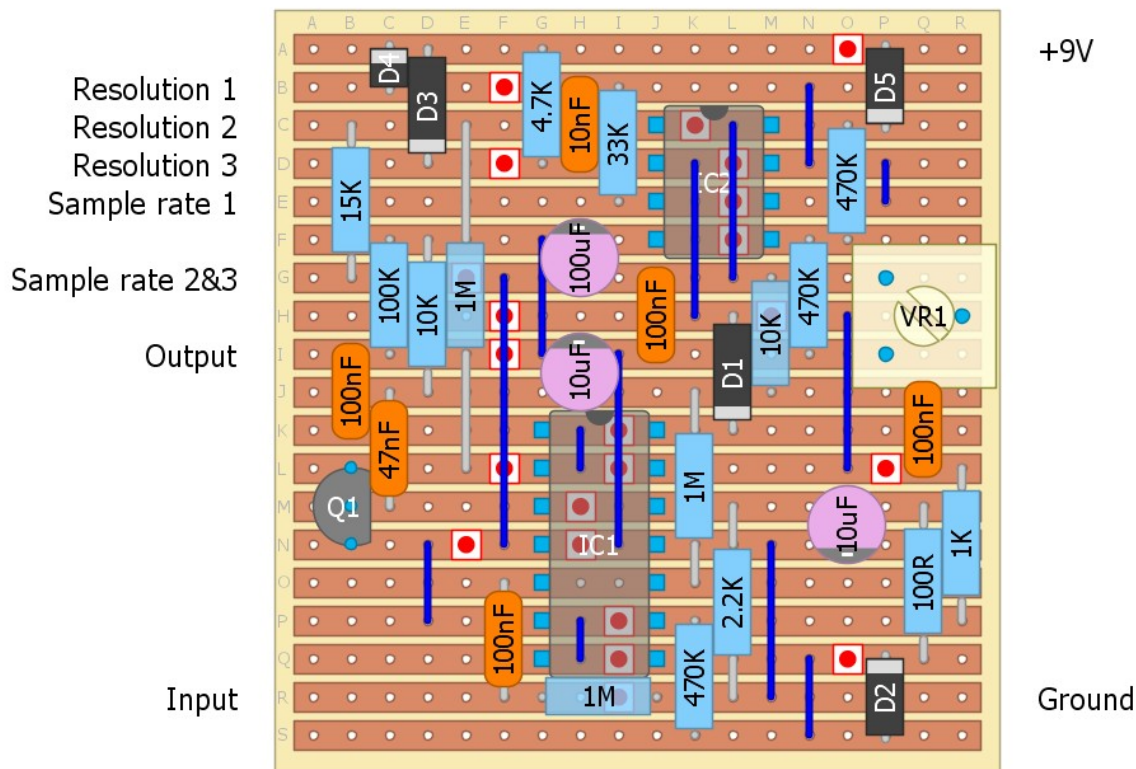 A B C D E F G H I J K L M N O P Q R
A
+9V
B
Resolution 1
C
Resolution 2
D
Resolution 3
E
Sample rate 1
F
G
Sample rate 2&3
H
I
Output
J
K
L
M
N
O
P
Q
R
Input
Ground
S
D4
D3
4.7K
10nF
33K
D5
15K
IC2
470K
100K
10K
1M
100uF
100nF
10K
470K
VR1
100nF
47nF
10uF
D1
100nF
1M
Q1
IC1
10uF
100R
1K
2.2K
100nF
470K
1M
D2